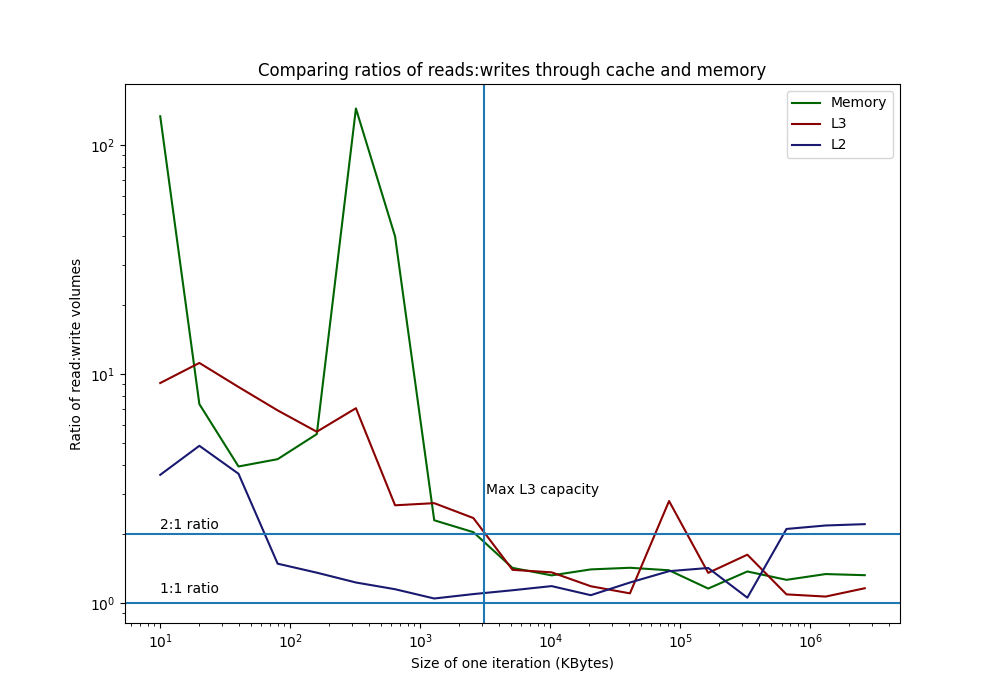 Comparing ratios of reads:writes through cache and memory
Memory
L3
L2
Ratio of read:write volumes
10²
10¹
10⁰
Max L3 capacity
2:1 ratio
1:1 ratio
10¹ 10² 10³ 10⁴ 10⁵ 10⁶
Size of one iteration (KBytes)